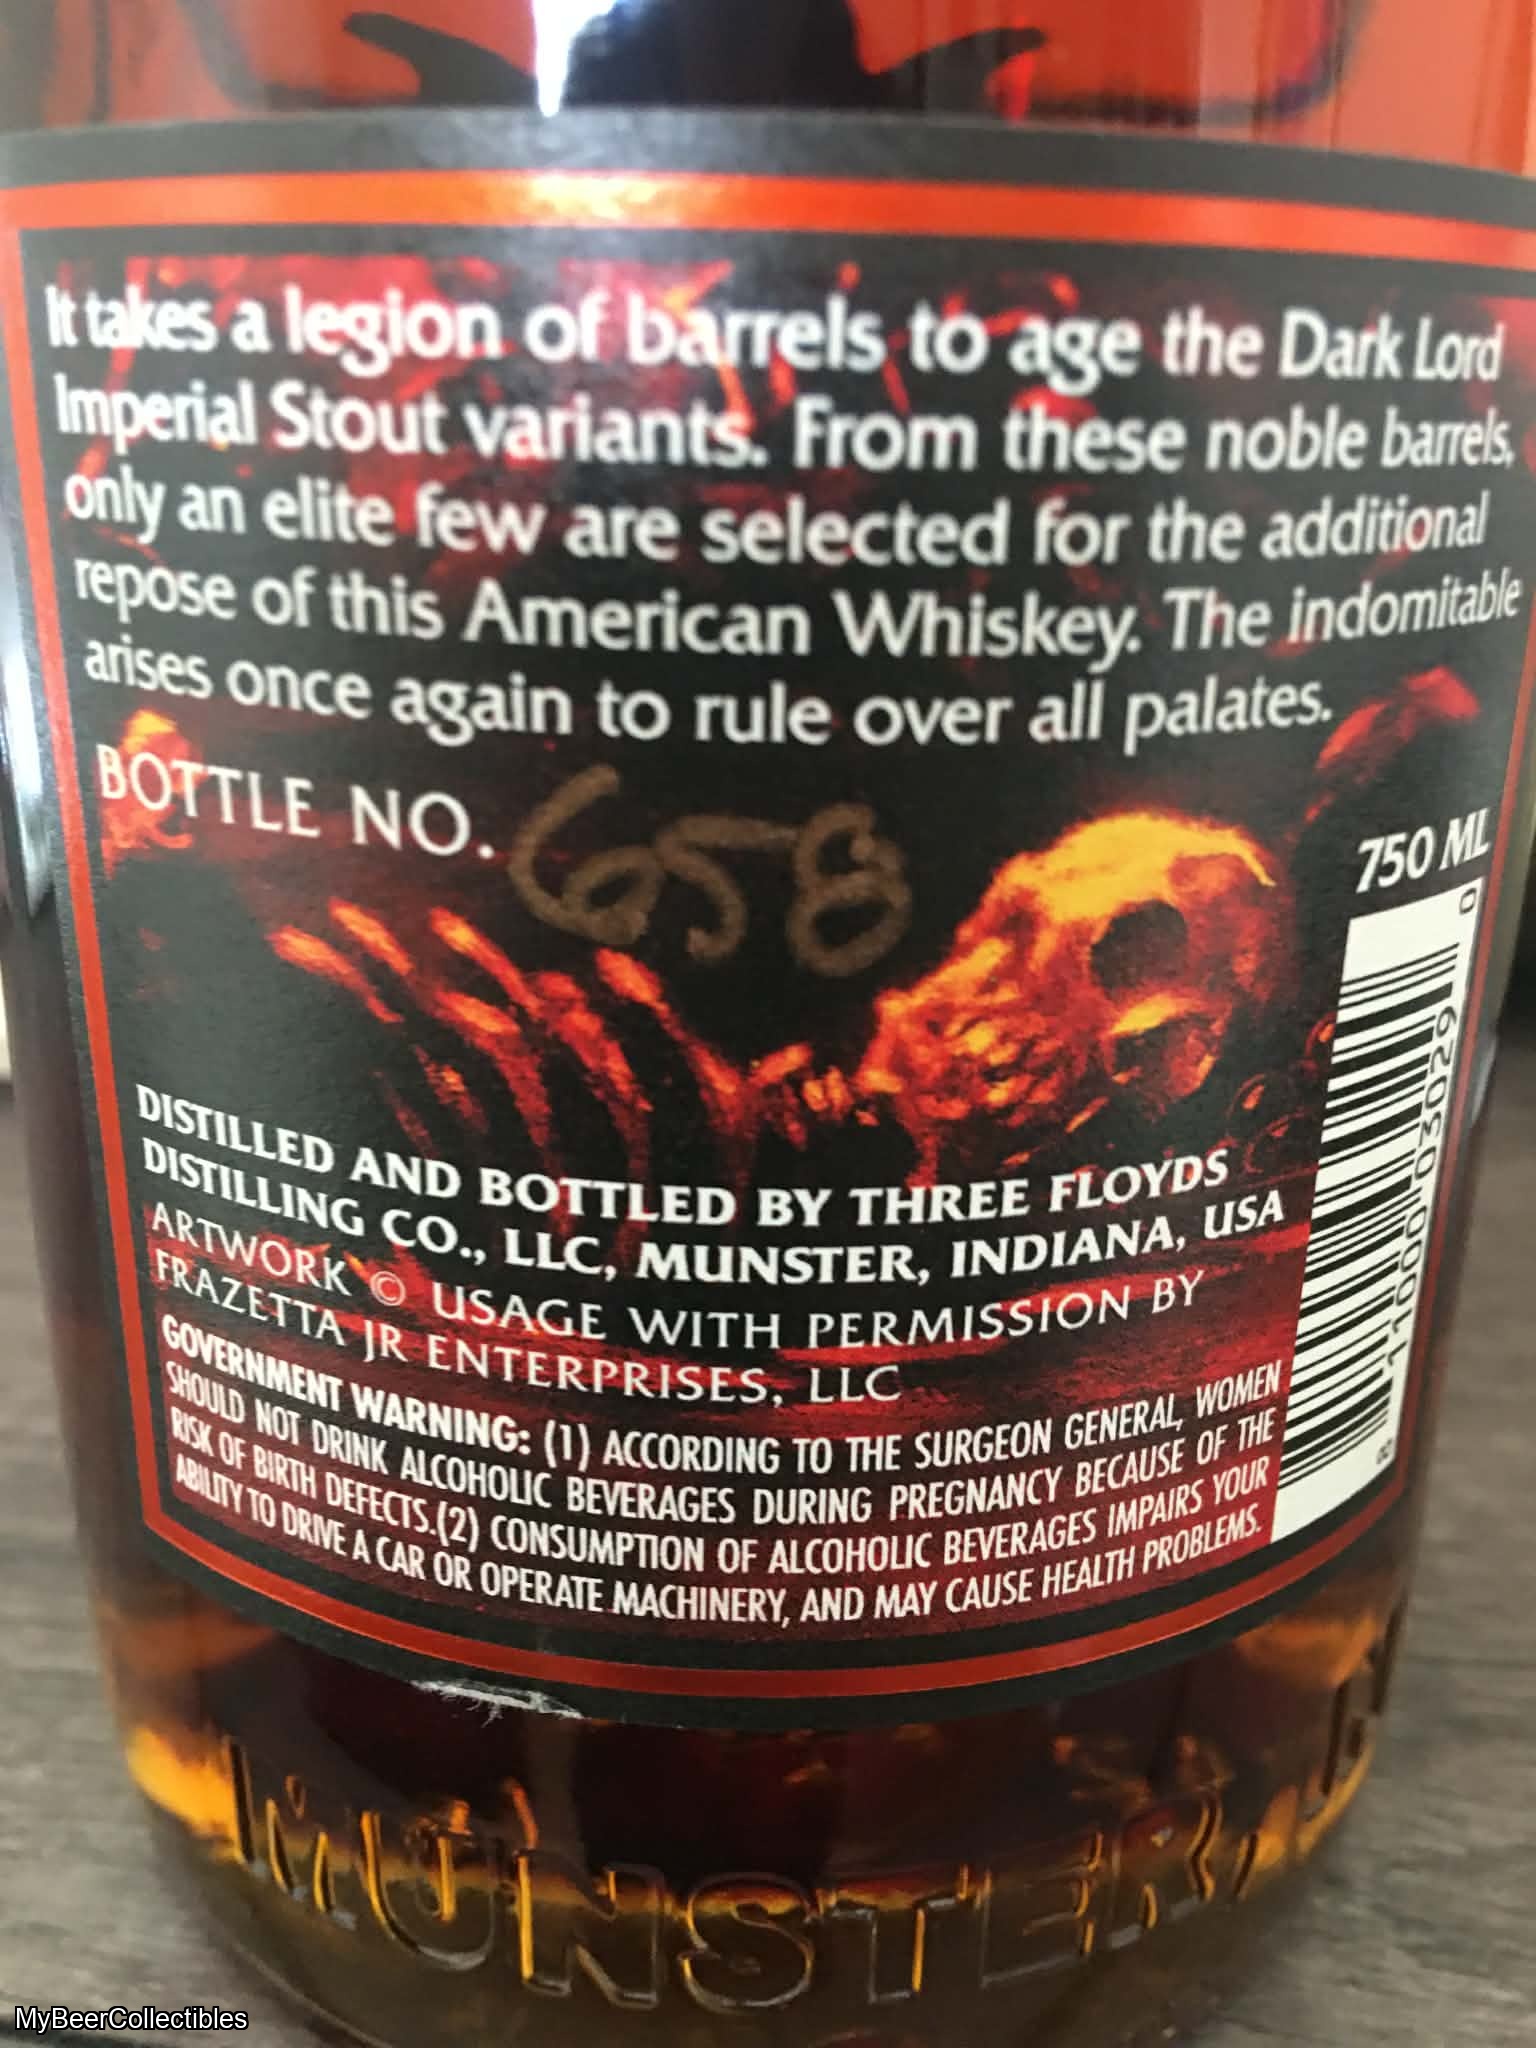 It takes a legion of barrels to age the Dark Lord
Imperial Stout variants. From these noble barrels,
only an elite few are selected for the additional
repose of this American Whiskey. The indomitable
arises once again to rule over all palates.
BOTTLE NO. 658
750 ML
DISTILLED AND BOTTLED BY THREE FLOYDS
DISTILLING CO., LLC, MUNSTER, INDIANA, USA
ARTWORK © USAGE WITH PERMISSION BY
FRAZETTA JR ENTERPRISES, LLC
GOVERNMENT WARNING: (1) ACCORDING TO THE SURGEON GENERAL, WOMEN
SHOULD NOT DRINK ALCOHOLIC BEVERAGES DURING PREGNANCY BECAUSE OF THE
RISK OF BIRTH DEFECTS.(2) CONSUMPTION OF ALCOHOLIC BEVERAGES IMPAIRS YOUR
ABILITY TO DRIVE A CAR OR OPERATE MACHINERY, AND MAY CAUSE HEALTH PROBLEMS.
MUNSTER,
MyBeerCollectibles